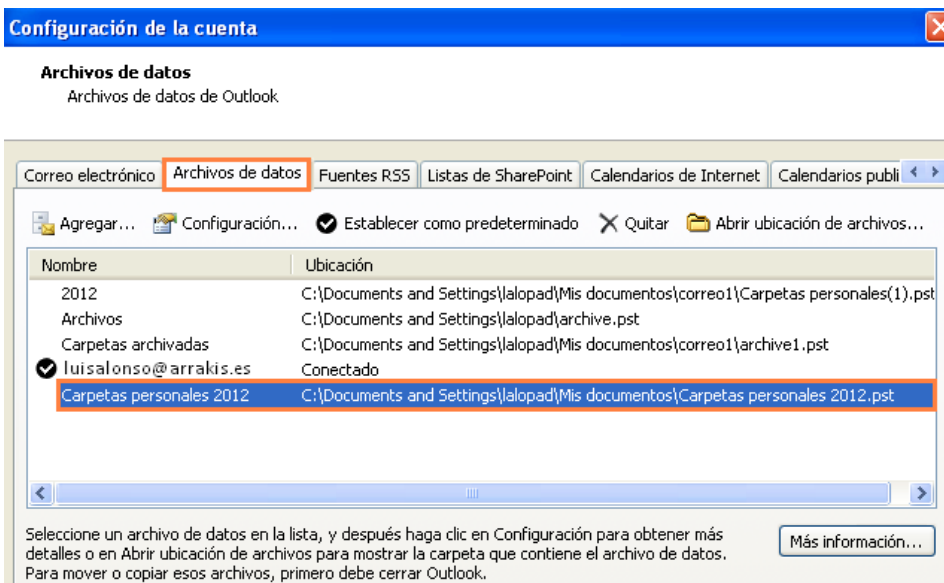 Configuración de la cuenta
Archivos de datos
Archivos de datos de Outlook
Correo electrónico Archivos de datos Fuentes RSS Listas de SharePoint Calendarios de Internet Calendarios publi
Agregar... Configuración... Establecer como predeterminado Quitar Abrir ubicación de archivos...
Nombre Ubicación
2012 C:\Documents and Settings\lalopad\Mis documentos\correo1\Carpetas personales(1).pst
Archivos C:\Documents and Settings\lalopad\archive.pst
Carpetas archivadas C:\Documents and Settings\lalopad\Mis documentos\correo1\archive1.pst
luisalonso@arrakis.es Conectado
Carpetas personales 2012 C:\Documents and Settings\lalopad\Mis documentos\Carpetas personales 2012.pst
Seleccione un archivo de datos en la lista, y después haga clic en Configuración para obtener más
detalles o en Abrir ubicación de archivos para mostrar la carpeta que contiene el archivo de datos.
Para mover o copiar esos archivos, primero debe cerrar Outlook.
Más información...